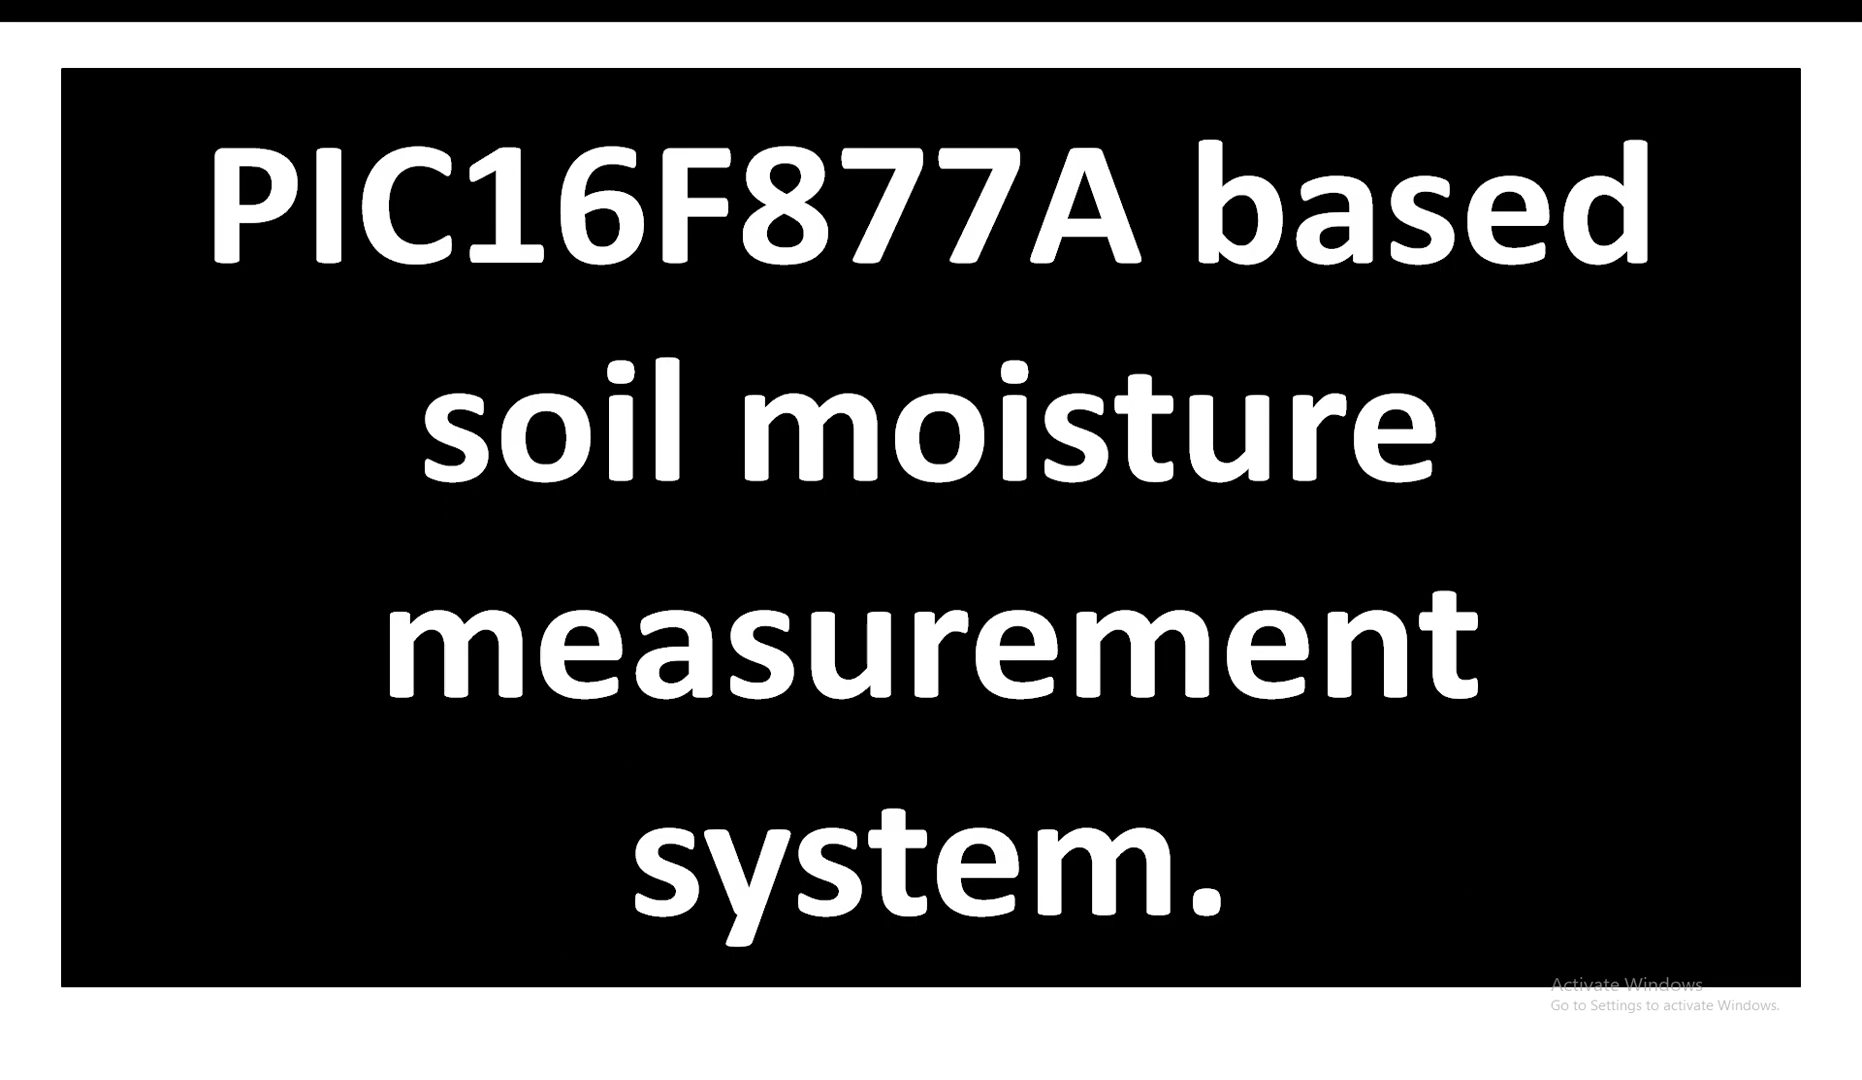 PIC16F877A based
soil moisture
measurement
system.
Activate Windows
Go to Settings to activate Windows.